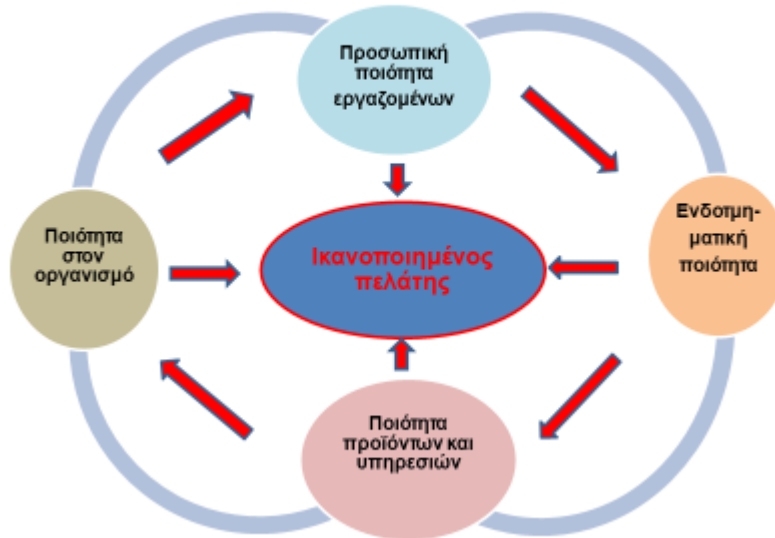 Προσωπική
ποιότητα
εργαζομένων
Ποιότητα
στον
οργανισμό
Ικανοποιημένος
πελάτης
Ενδοτμη-
ματική
ποιότητα
Ποιότητα
προϊόντων και
υπηρεσιών